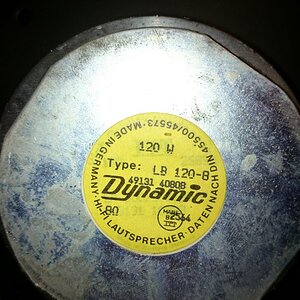 MADE IN GERMANY · HI-FI LAUTSPRECHER · DATEN NACH DIN 45500/45573 ·
120 W
Type: LB 120-8
49131 40808
Dynamic
80